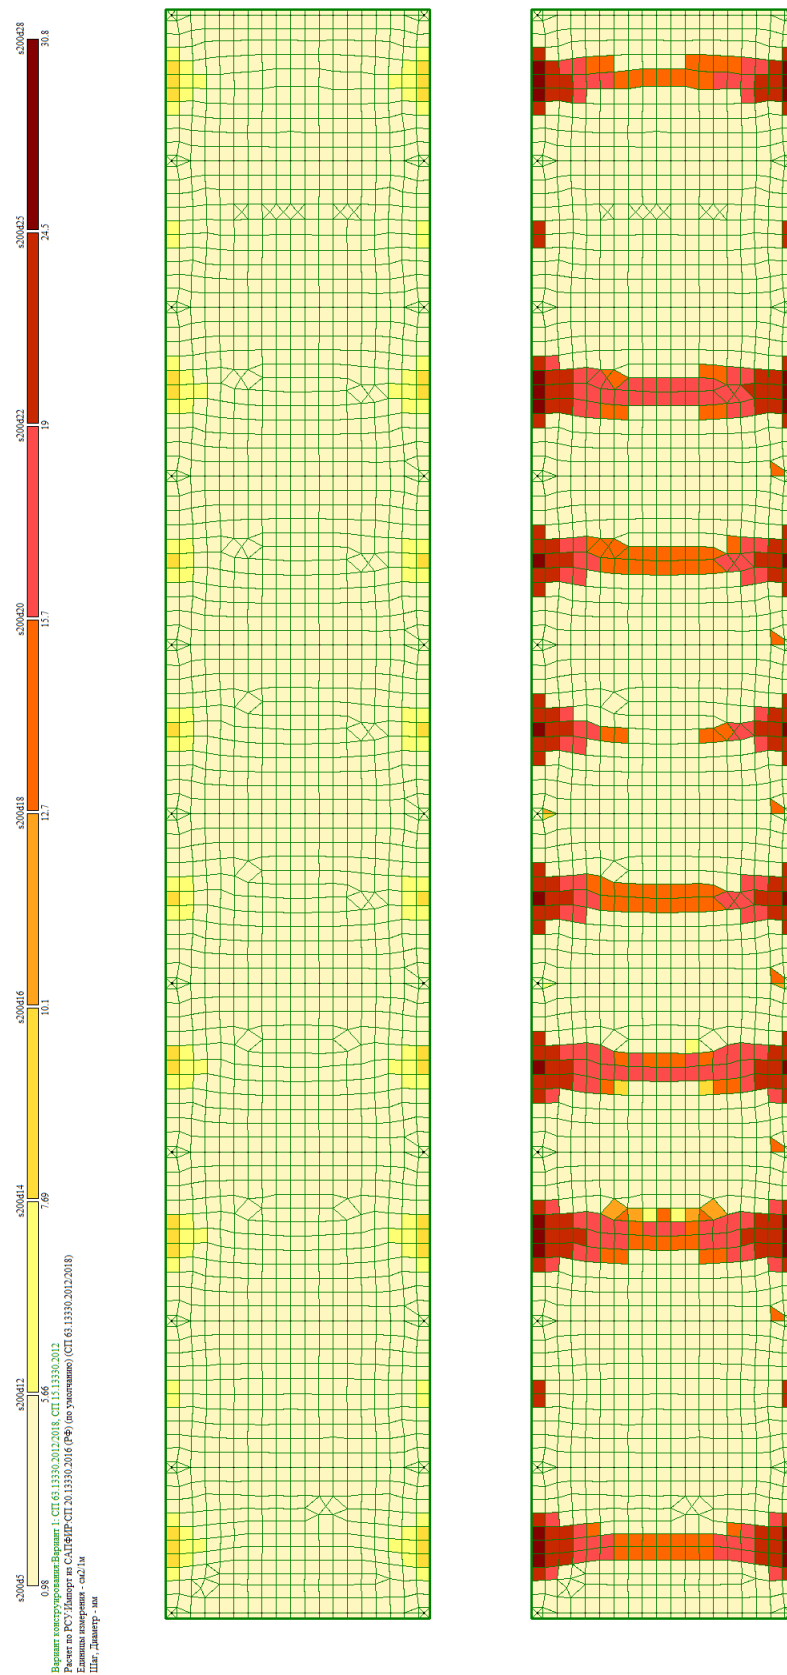 Вариант конструирования:Вариант 1: СП 63.13330.2012/2018, СП 15.13330.2012
Расчет по РСУ:Импорт из САПФИР:СП 20.13330.2016 (РФ) (по умолчанию) (СП 63.13330.2012/2018)
Единицы измерения - см2/1м
Шаг, Диаметр - мм
s200d5 s200d12 s200d14 s200d16 s200d18 s200d20 s200d22 s200d25 s200d28
0.98 5.66 7.69 10.1 12.7 15.7 19 24.5 30.8